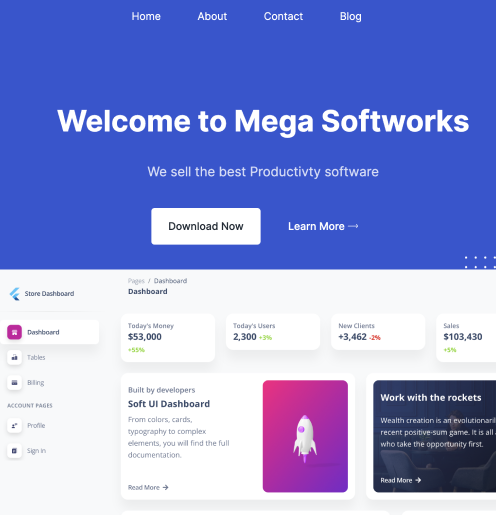 Home About Contact Blog
Welcome to Mega Softworks
We sell the best Productivty software
Download Now Learn More →
Store Dashboard
Dashboard
Tables
Billing
ACCOUNT PAGES
Profile
Sign in
Pages / Dashboard
Dashboard
Today's Money
$53,000
+55%
Today's Users
2,300 +3%
New Clients
+3,462 -2%
Sales
$103,430
+5%
Built by developers
Soft UI Dashboard
From colors, cards,
typography to complex
elements, you will find the full
documentation.
Read More →
Work with the rockets
Wealth creation is an
recent positive-sum game. It is all
who take the opportunity first.
Read More →